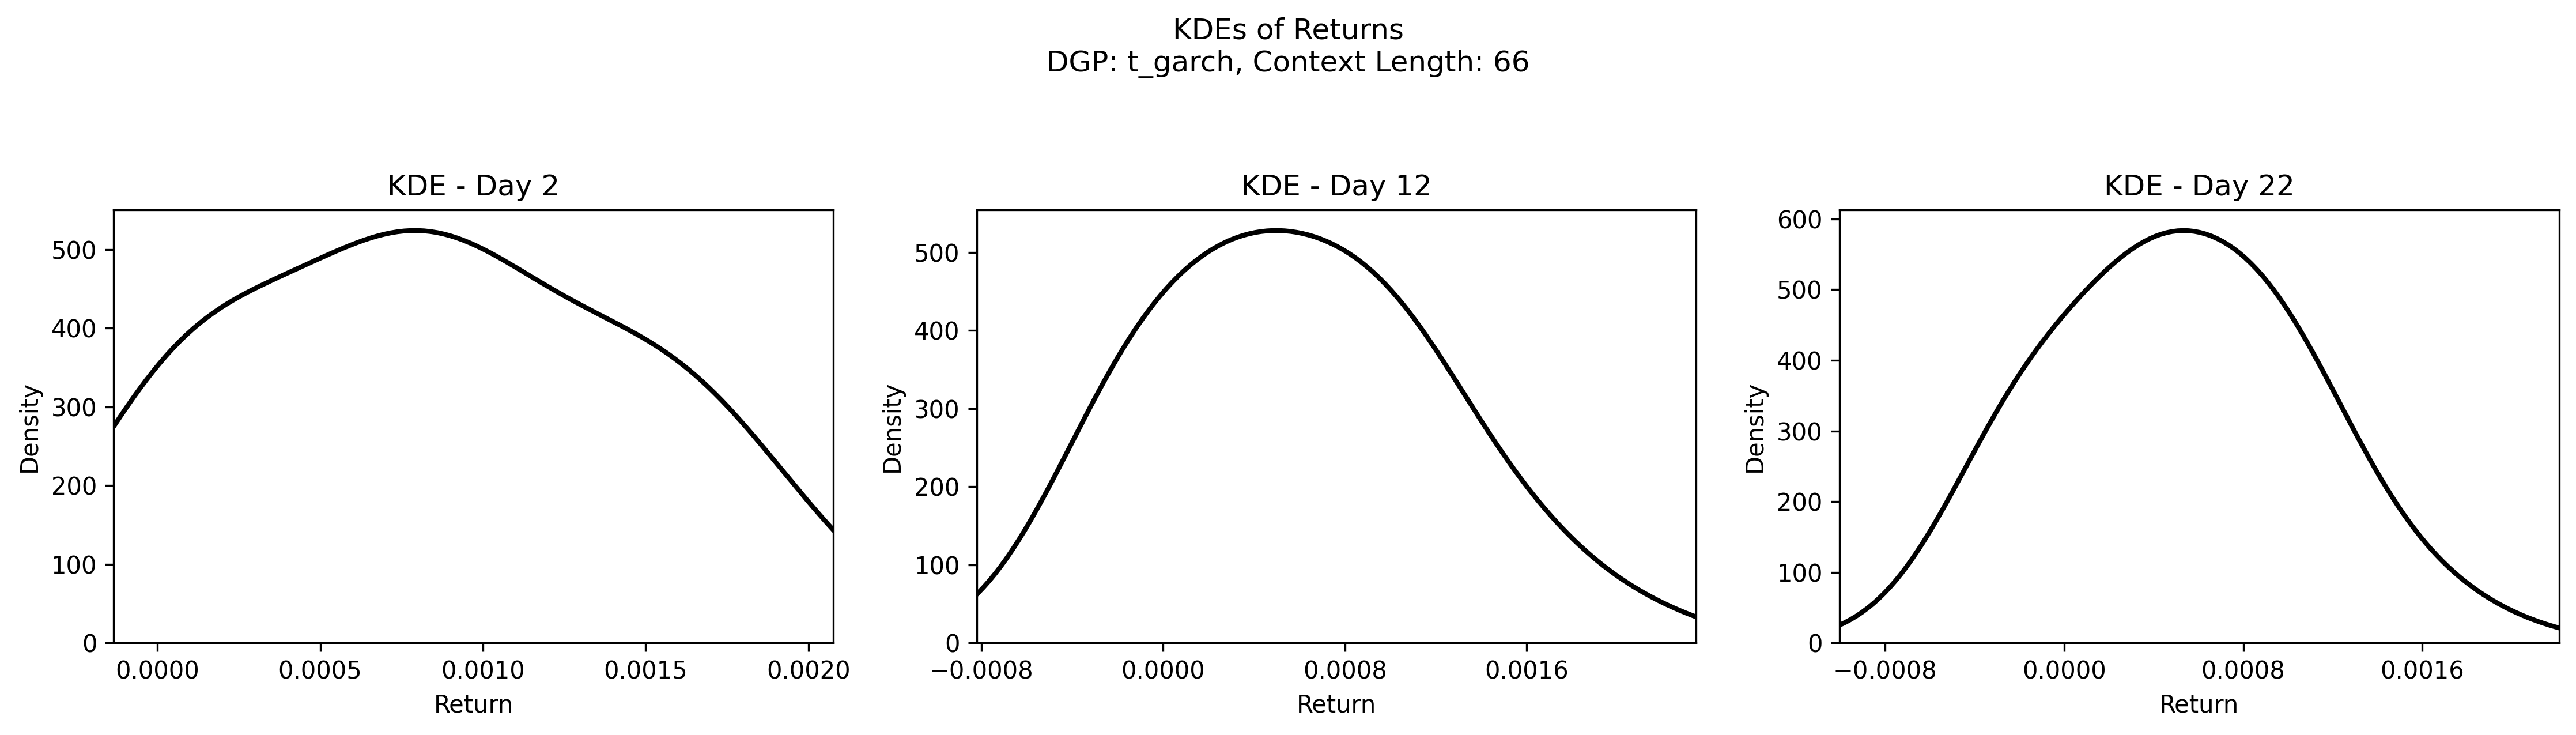 KDEs of Returns
DGP: t_garch, Context Length: 66
KDE - Day 2
Density
500
400
300
200
100
0
0.0000 0.0005 0.0010 0.0015 0.0020
Return
KDE - Day 12
Density
500
400
300
200
100
0
−0.0008 0.0000 0.0008 0.0016
Return
KDE - Day 22
Density
600
500
400
300
200
100
0
−0.0008 0.0000 0.0008 0.0016
Return